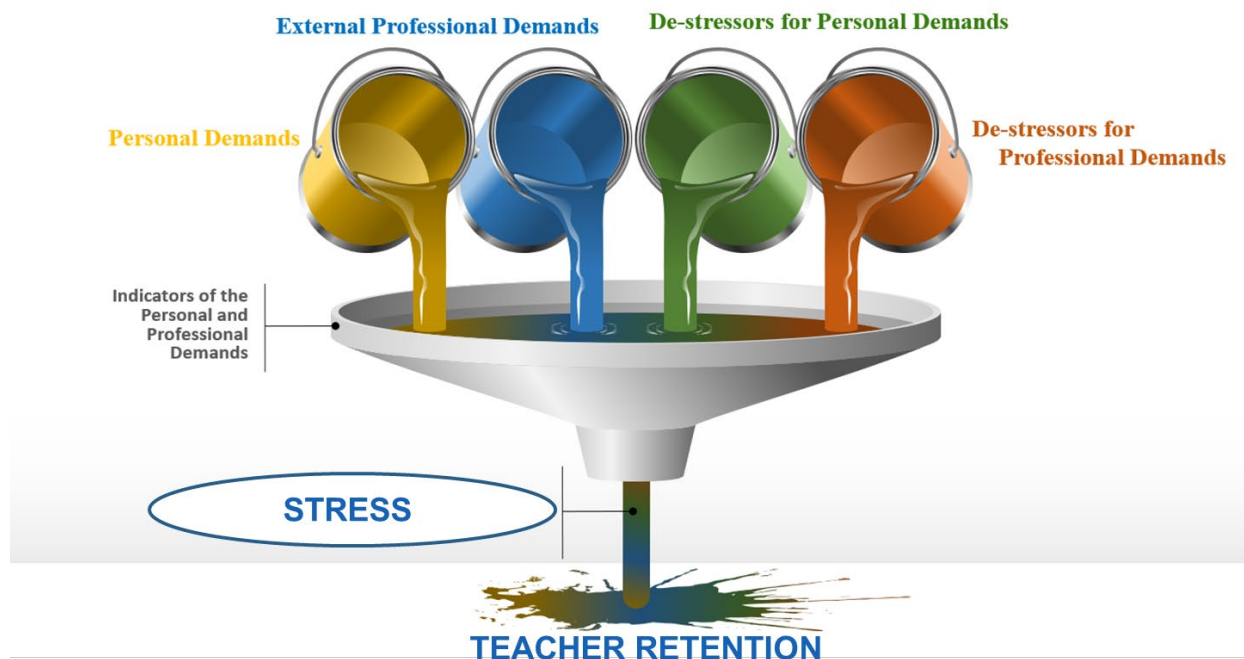 External Professional Demands
De-stressors for Personal Demands
Personal Demands
De-stressors for
Professional Demands
Indicators of the
Personal and
Professional
Demands
STRESS
TEACHER RETENTION